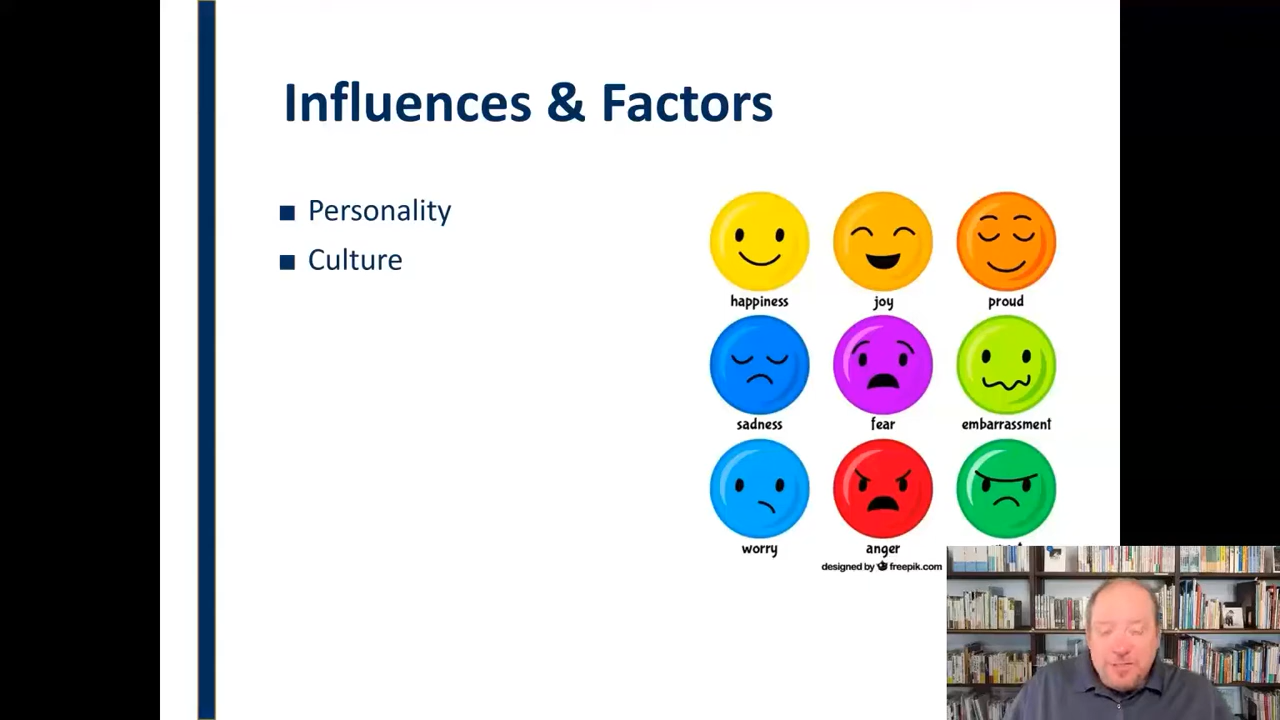 Influences & Factors
■ Personality
■ Culture
happiness joy proud
sadness fear embarrassment
worry anger
designed by freepik.com